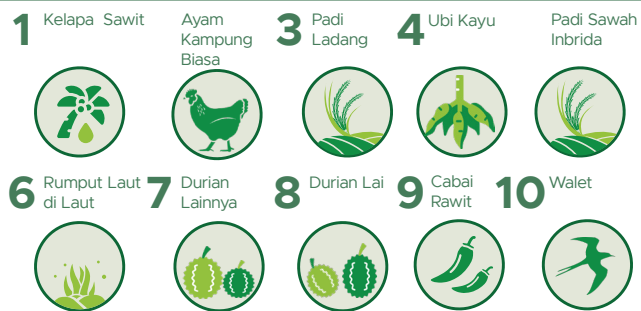 1 Kelapa Sawit
Ayam
Kampung
Biasa
3 Padi
Ladang
4 Ubi Kayu
Padi Sawah
Inbrida
6 Rumput Laut
di Laut
7 Durian
Lainnya
8 Durian Lai
9 Cabai
Rawit
10 Walet